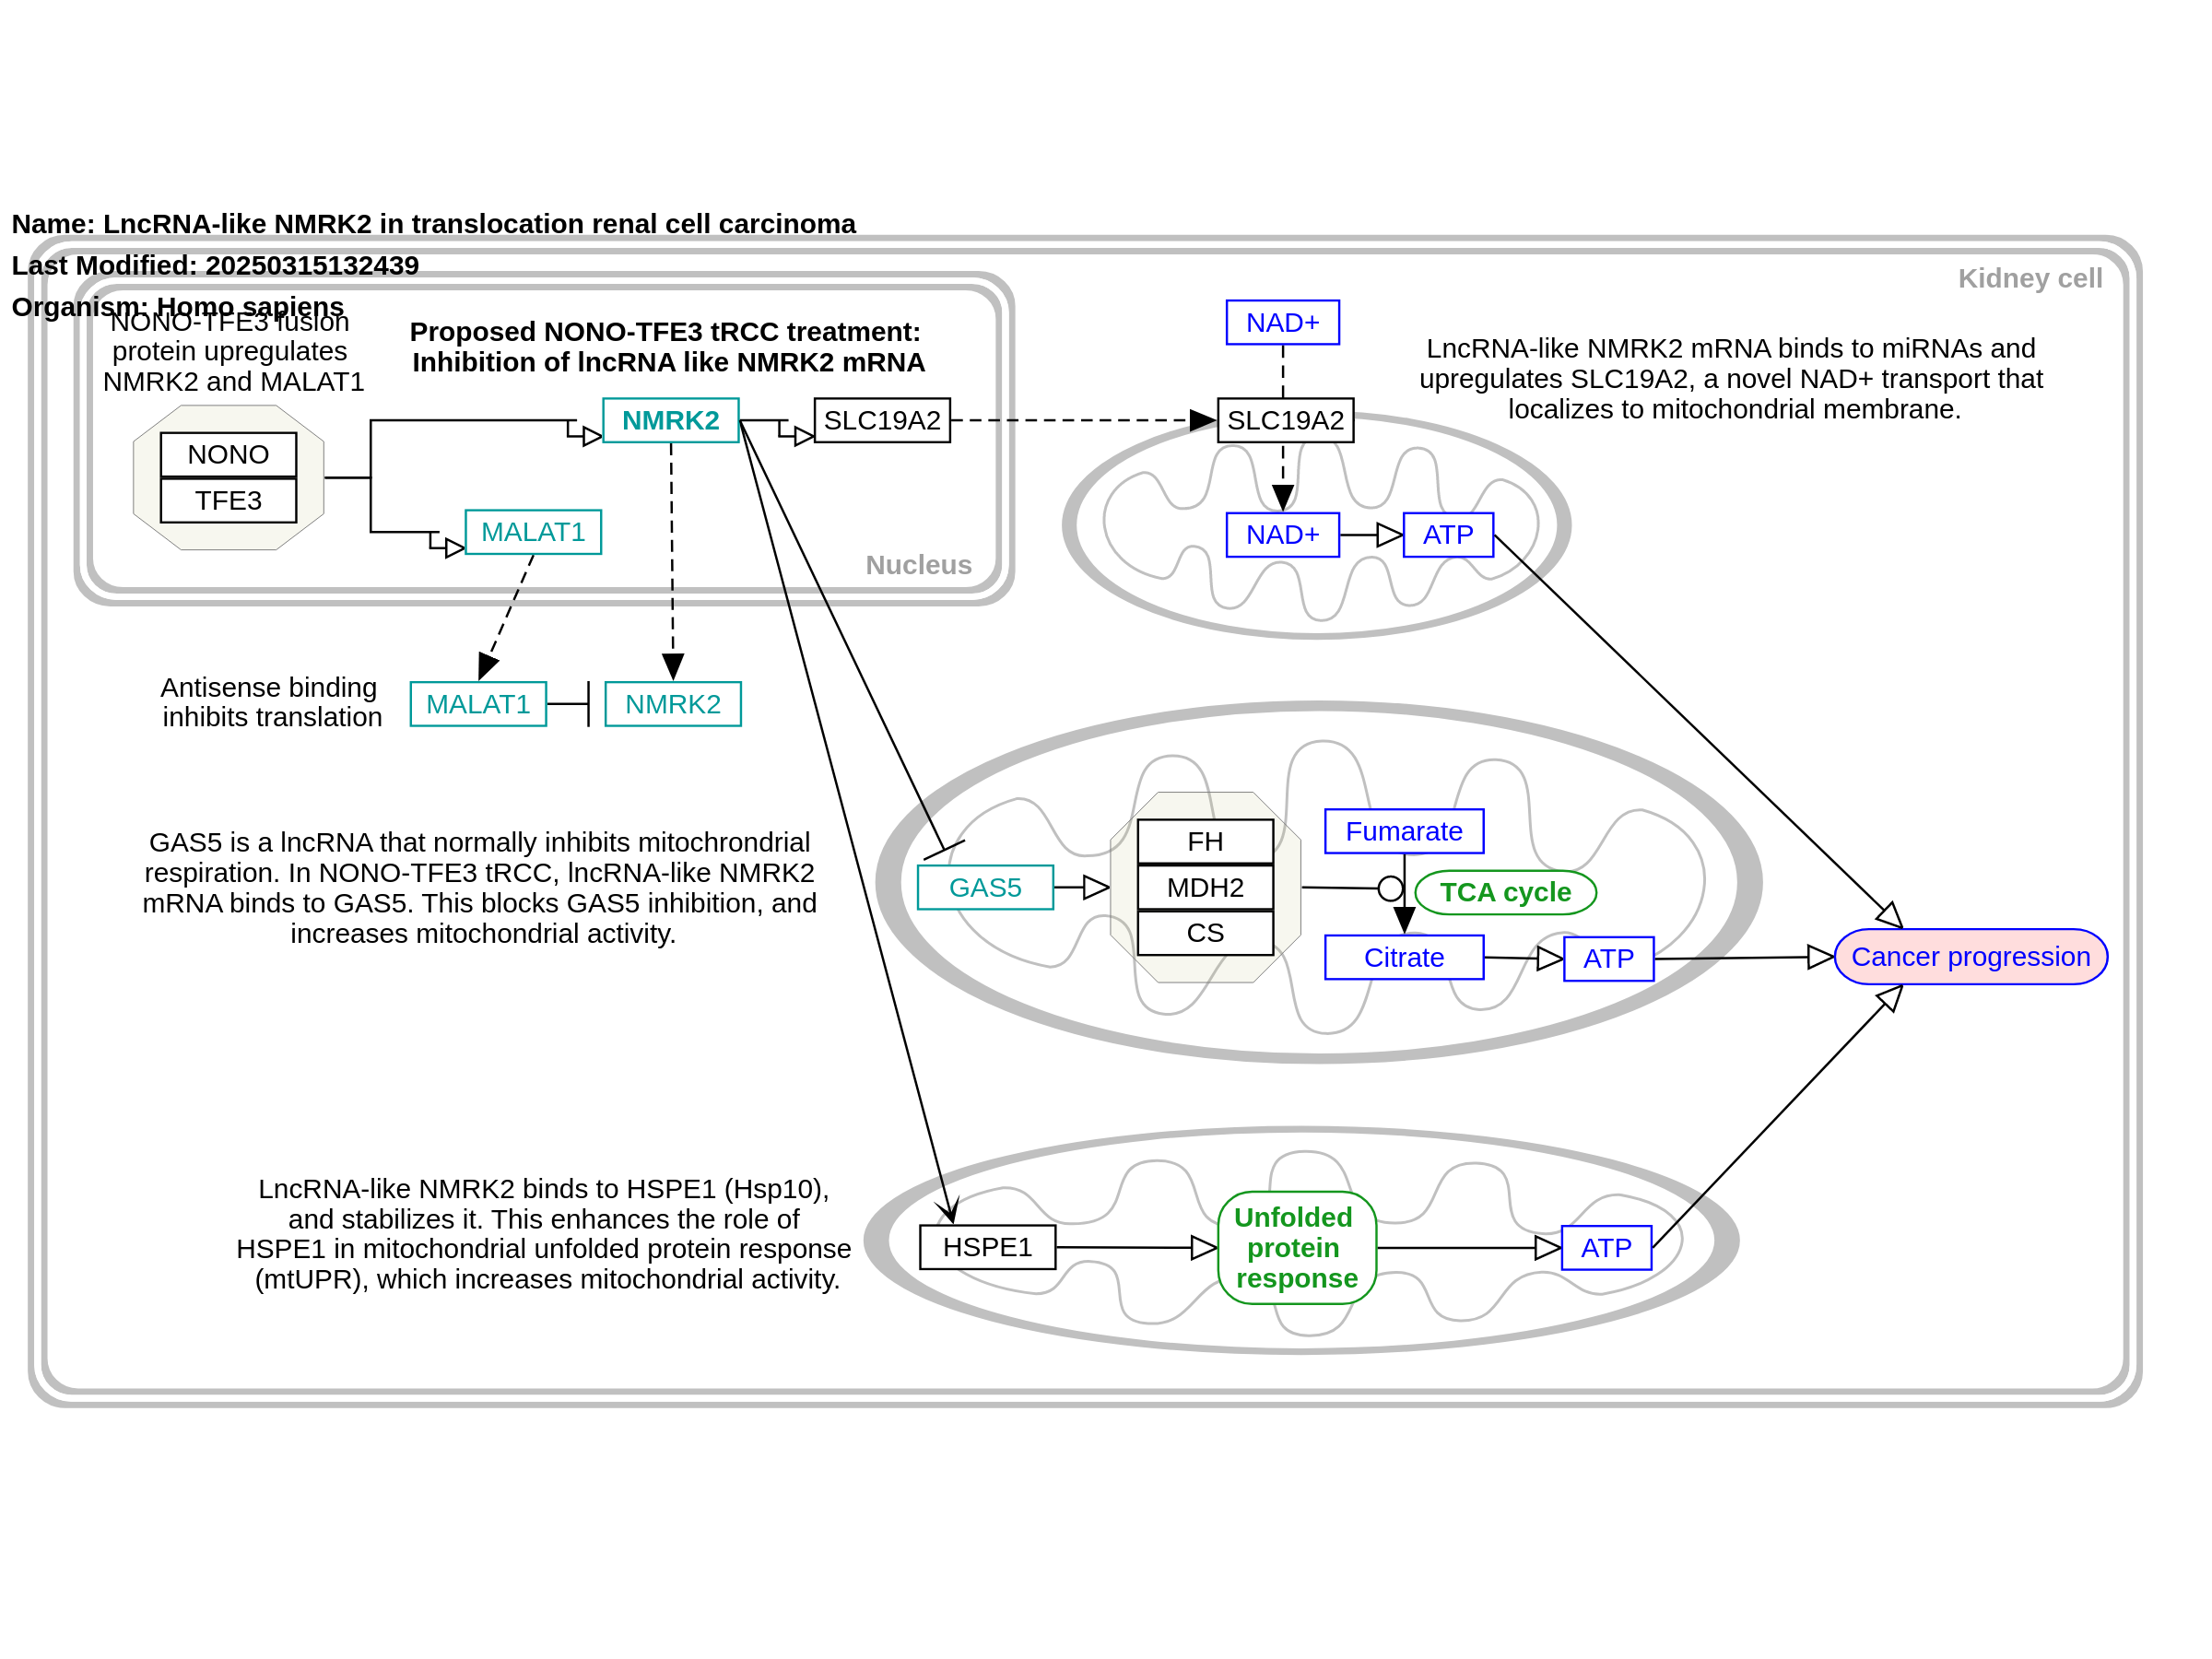 Name: LncRNA-like NMRK2 in translocation renal cell carcinoma
Last Modified: 20250315132439
Organism: Homo sapiens
Kidney cell
NONO-TFE3 fusion
protein upregulates
NMRK2 and MALAT1
Proposed NONO-TFE3 tRCC treatment:
Inhibition of lncRNA like NMRK2 mRNA
NAD+
LncRNA-like NMRK2 mRNA binds to miRNAs and
upregulates SLC19A2, a novel NAD+ transport that
localizes to mitochondrial membrane.
NMRK2
SLC19A2
SLC19A2
NONO
TFE3
MALAT1
NAD+
ATP
Nucleus
Antisense binding
inhibits translation
MALAT1
NMRK2
GAS5 is a lncRNA that normally inhibits mitochrondrial
respiration. In NONO-TFE3 tRCC, lncRNA-like NMRK2
mRNA binds to GAS5. This blocks GAS5 inhibition, and
increases mitochondrial activity.
GAS5
FH
MDH2
CS
Fumarate
TCA cycle
Citrate
ATP
Cancer progression
LncRNA-like NMRK2 binds to HSPE1 (Hsp10),
and stabilizes it. This enhances the role of
HSPE1 in mitochondrial unfolded protein response
(mtUPR), which increases mitochondrial activity.
HSPE1
Unfolded
protein
response
ATP